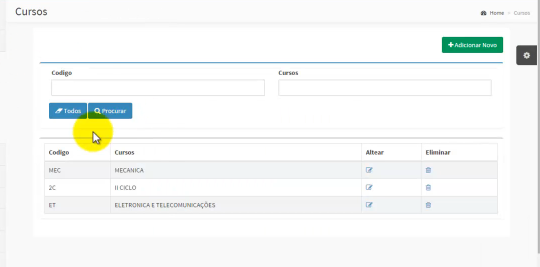 Cursos
Home > Cursos
Adicionar Novo
Codigo Cursos
Todos Procurar
Codigo Cursos Altear Eliminar
MEC MECANICA
2C II CICLO
ET ELETRONICA E TELECOMUNICAÇÕES